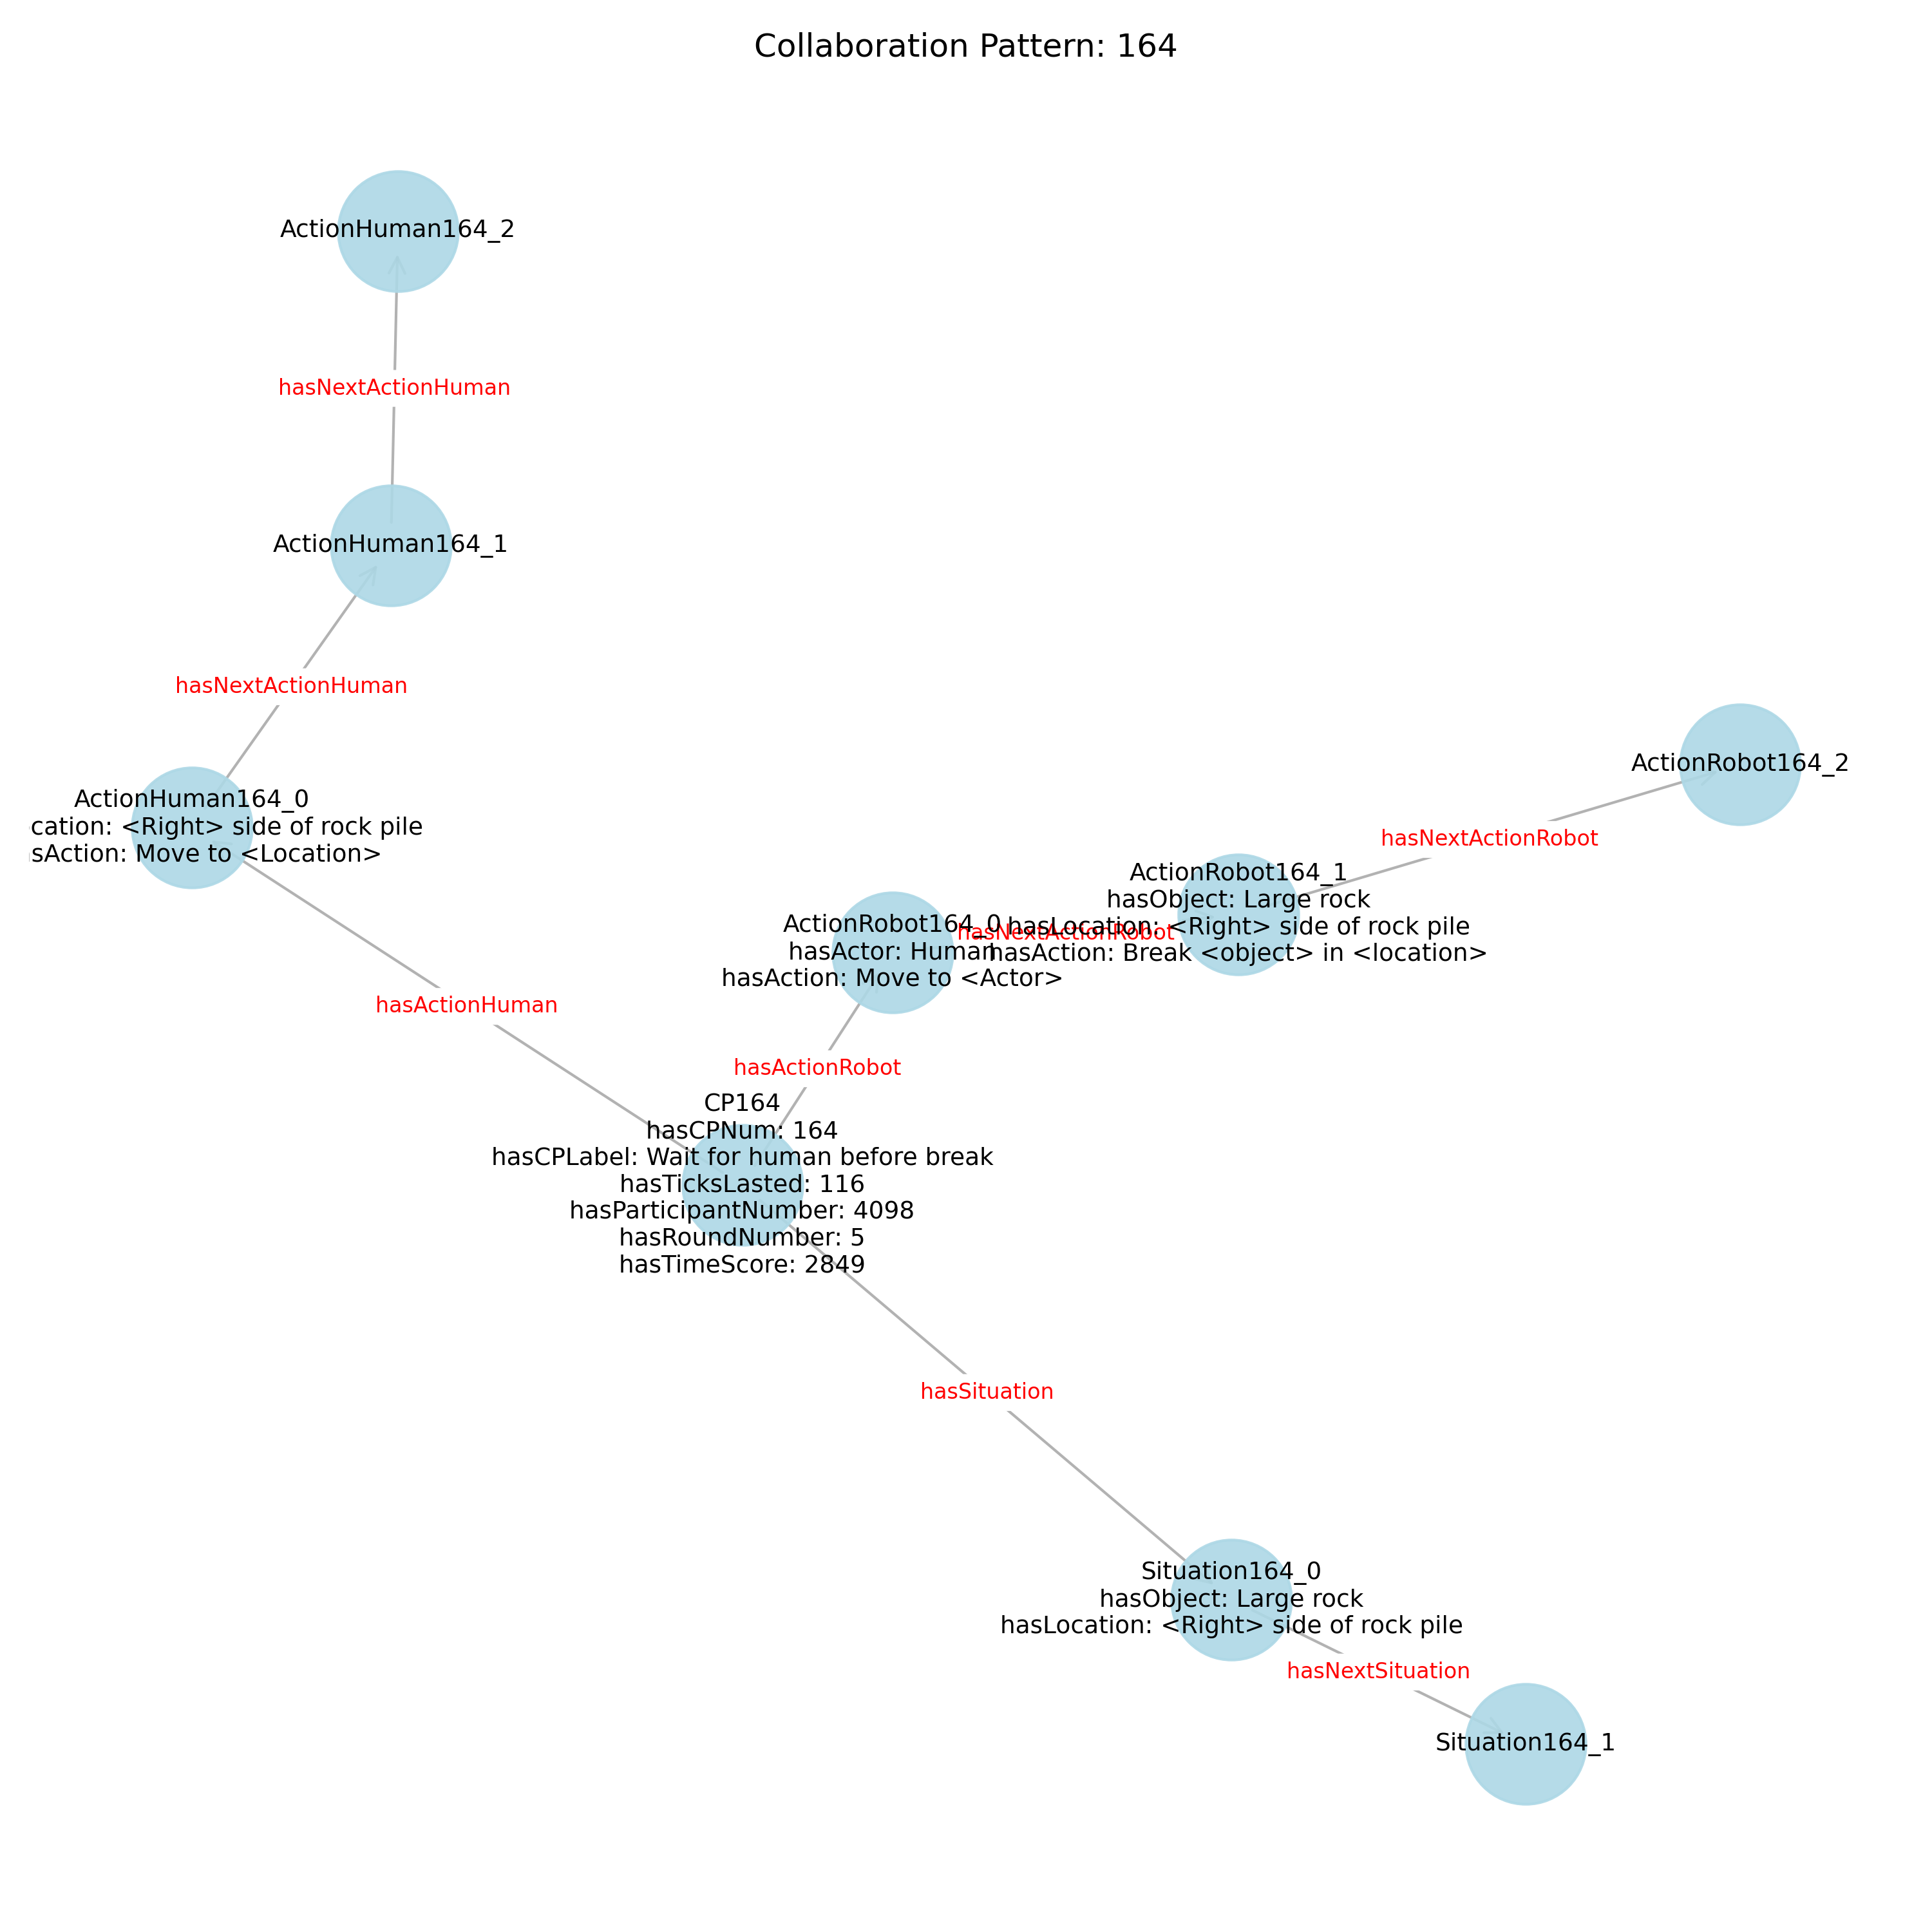 Collaboration Pattern: 164
ActionHuman164_2
hasNextActionHuman
ActionHuman164_1
hasNextActionHuman
ActionHuman164_0
cation: <Right> side of rock pile
sAction: Move to <Location>
ActionRobot164_2
hasNextActionRobot
ActionRobot164_1
hasObject: Large rock
hasLocation: <Right> side of rock pile
hasAction: Break <object> in <location>
hasNextActionRobot
ActionRobot164_0
hasActor: Human
hasAction: Move to <Actor>
hasActionHuman
hasActionRobot
CP164
hasCPNum: 164
hasCPLabel: Wait for human before break
hasTicksLasted: 116
hasParticipantNumber: 4098
hasRoundNumber: 5
hasTimeScore: 2849
hasSituation
Situation164_0
hasObject: Large rock
hasLocation: <Right> side of rock pile
hasNextSituation
Situation164_1